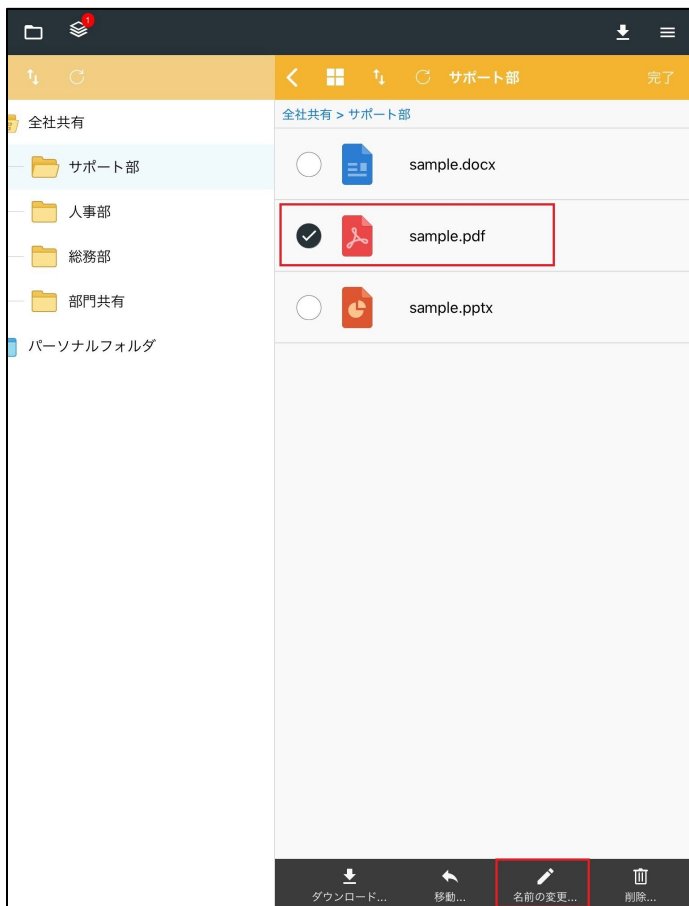 1
サポート部 完了
全社共有
サポート部
人事部
総務部
部門共有
パーソナルフォルダ
全社共有 > サポート部
sample.docx
sample.pdf
sample.pptx
ダウンロード... 移動... 名前の変更... 削除...